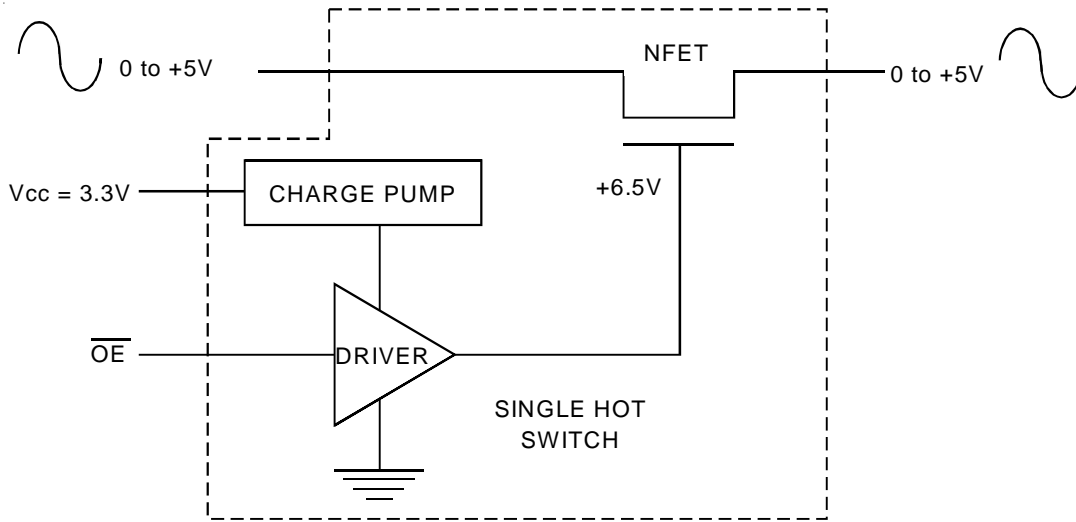 NFET
0 to +5V
0 to +5V
CHARGE PUMP
Vcc = 3.3V
+6.5V
OE
DRIVER
SINGLE HOT
SWITCH